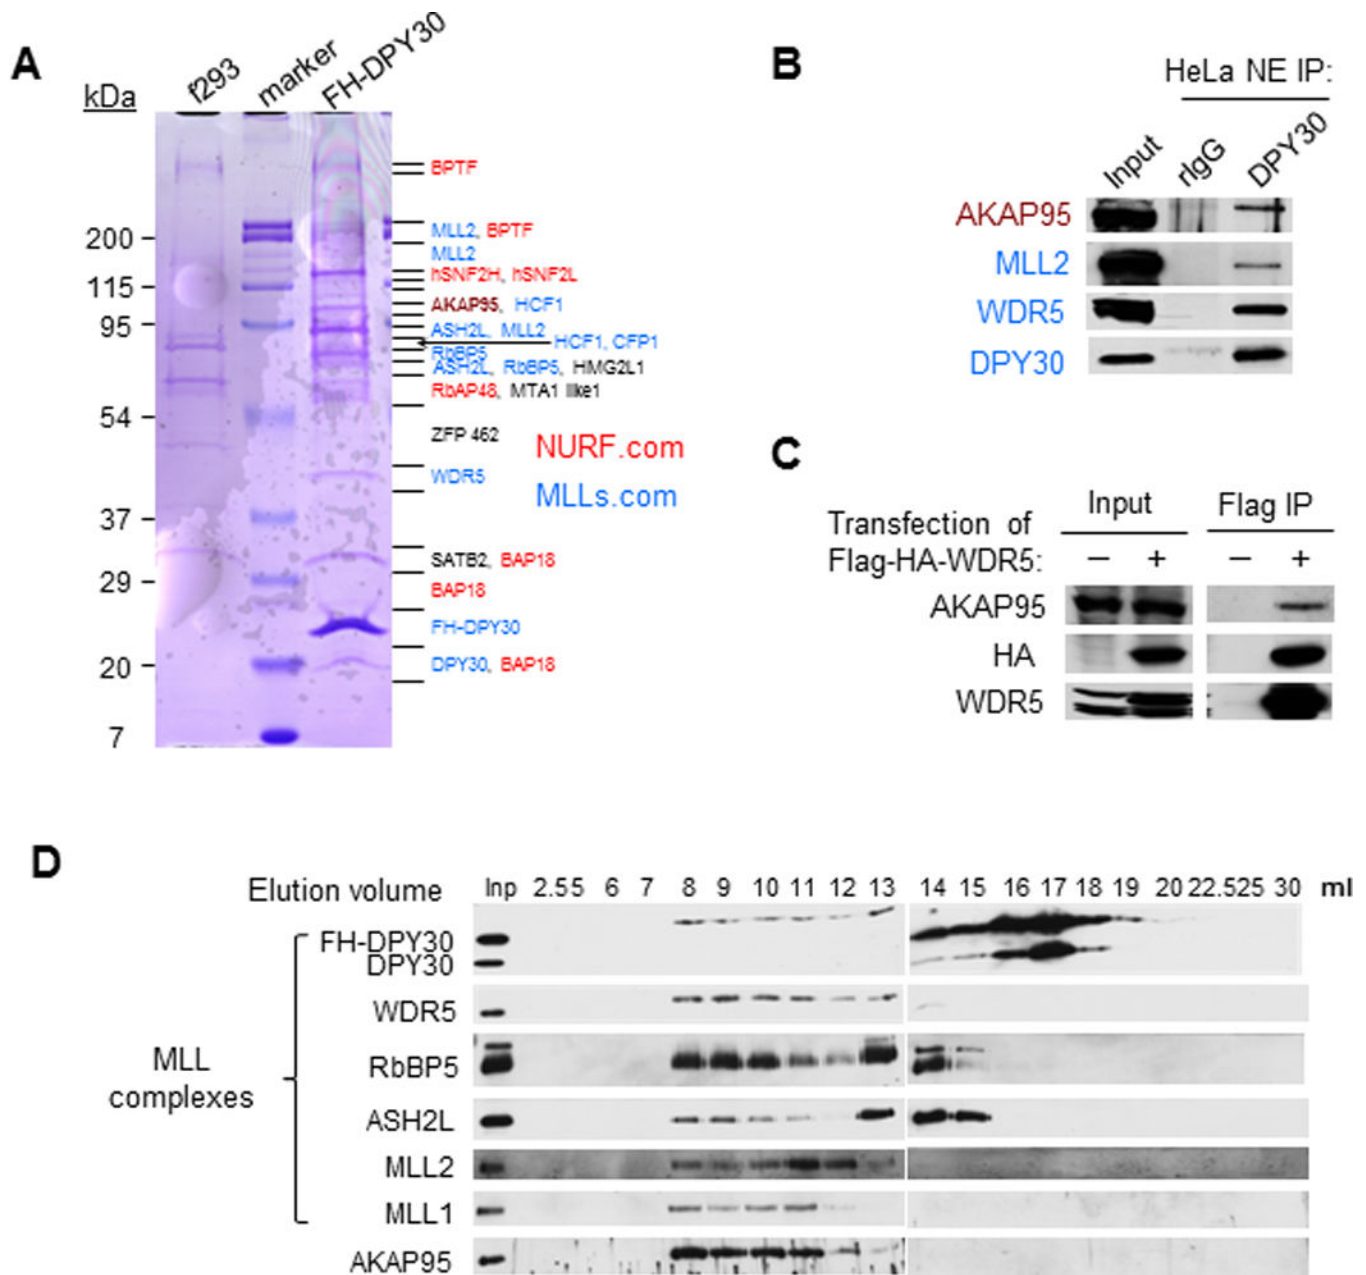 A
kDa
f293
marker
FH-DPY30
200
115
95
54
37
29
20
7
BPTF
MLL2, BPTF
MLL2
hSNF2H, hSNF2L
AKAP95, HCF1
ASH2L, MLL2
HCF1, CFP1
RbBP5
ASH2L, RbBP5, HMG2L1
RbAP48, MTA1 like1
ZFP 462
NURF.com
WDR5
MLLs.com
SATB2, BAP18
BAP18
FH-DPY30
DPY30, BAP18
B
HeLa NE IP:
Input rIgG DPY30
AKAP95
MLL2
WDR5
DPY30
C
Input Flag IP
Transfection of
Flag-HA-WDR5: − + − +
AKAP95
HA
WDR5
D
Elution volume Inp 2.5 5 6 7 8 9 10 11 12 13 14 15 16 17 18 19 20 22.5 25 30 ml
FH-DPY30
DPY30
WDR5
MLL
complexes
RbBP5
ASH2L
MLL2
MLL1
AKAP95